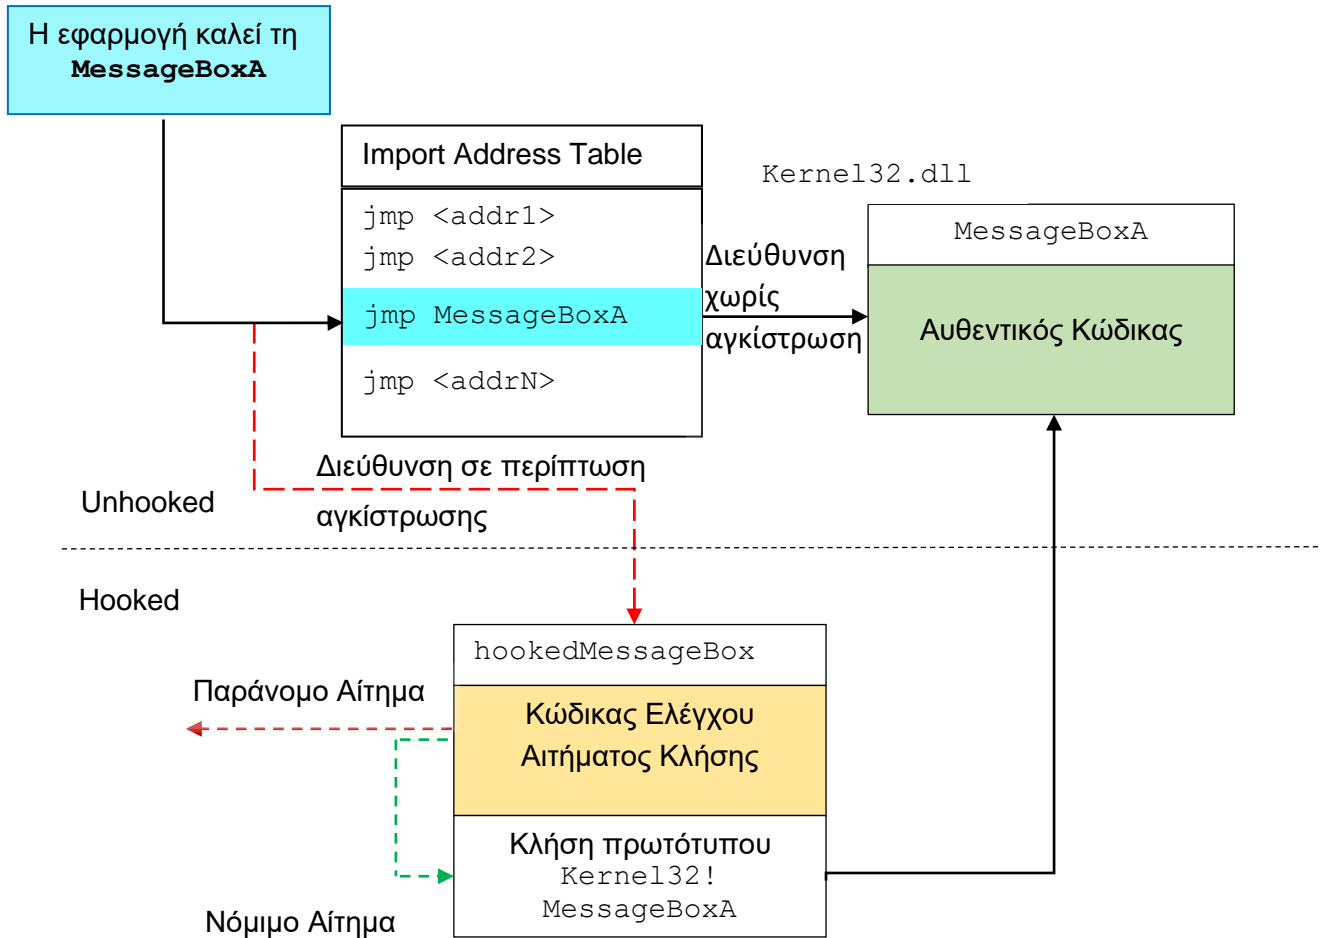 Η εφαρμογή καλεί τη
MessageBoxA
Import Address Table
jmp <addr1>
jmp <addr2>
jmp MessageBoxA
jmp <addrN>
Διεύθυνση
χωρίς
αγκίστρωση
Kernel32.dll
MessageBoxA
Αυθεντικός Κώδικας
Διεύθυνση σε περίπτωση
αγκίστρωσης
Unhooked
Hooked
hookedMessageBox
Παράνομο Αίτημα
Κώδικας Ελέγχου
Αιτήματος Κλήσης
Κλήση πρωτότυπου
Kernel32!
MessageBoxA
Νόμιμο Αίτημα